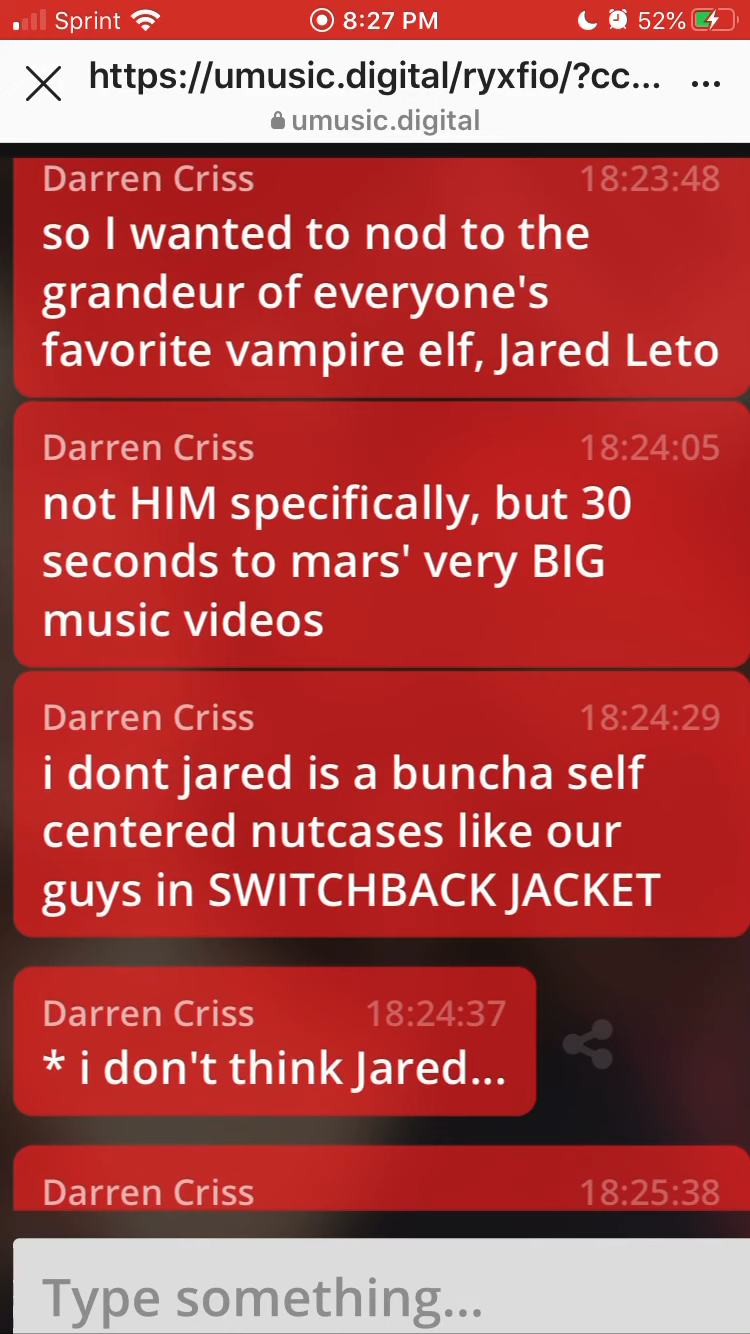 Sprint 8:27 PM 52%
https://umusic.digital/ryxfio/?cc... ...
umusic.digital
Darren Criss 18:23:48
so I wanted to nod to the
grandeur of everyone's
favorite vampire elf, Jared Leto
Darren Criss 18:24:05
not HIM specifically, but 30
seconds to mars' very BIG
music videos
Darren Criss 18:24:29
i dont jared is a buncha self
centered nutcases like our
guys in SWITCHBACK JACKET
Darren Criss 18:24:37
* i don't think Jared...
Darren Criss 18:25:38
Type something...